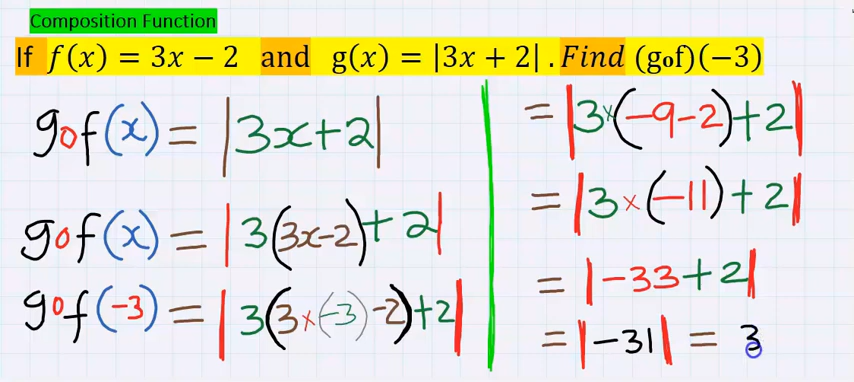 Composition Function
If f(x) = 3x − 2 and g(x) = |3x + 2| . Find (gof)(−3)
gof(x) = |3x+2|
gof(x) = |3(3x-2)+2|
gof(-3) = |3(3×(-3)-2)+2|
= |3×(-9-2)+2|
= |3×(-11)+2|
= |-33+2|
= |-31| = 3